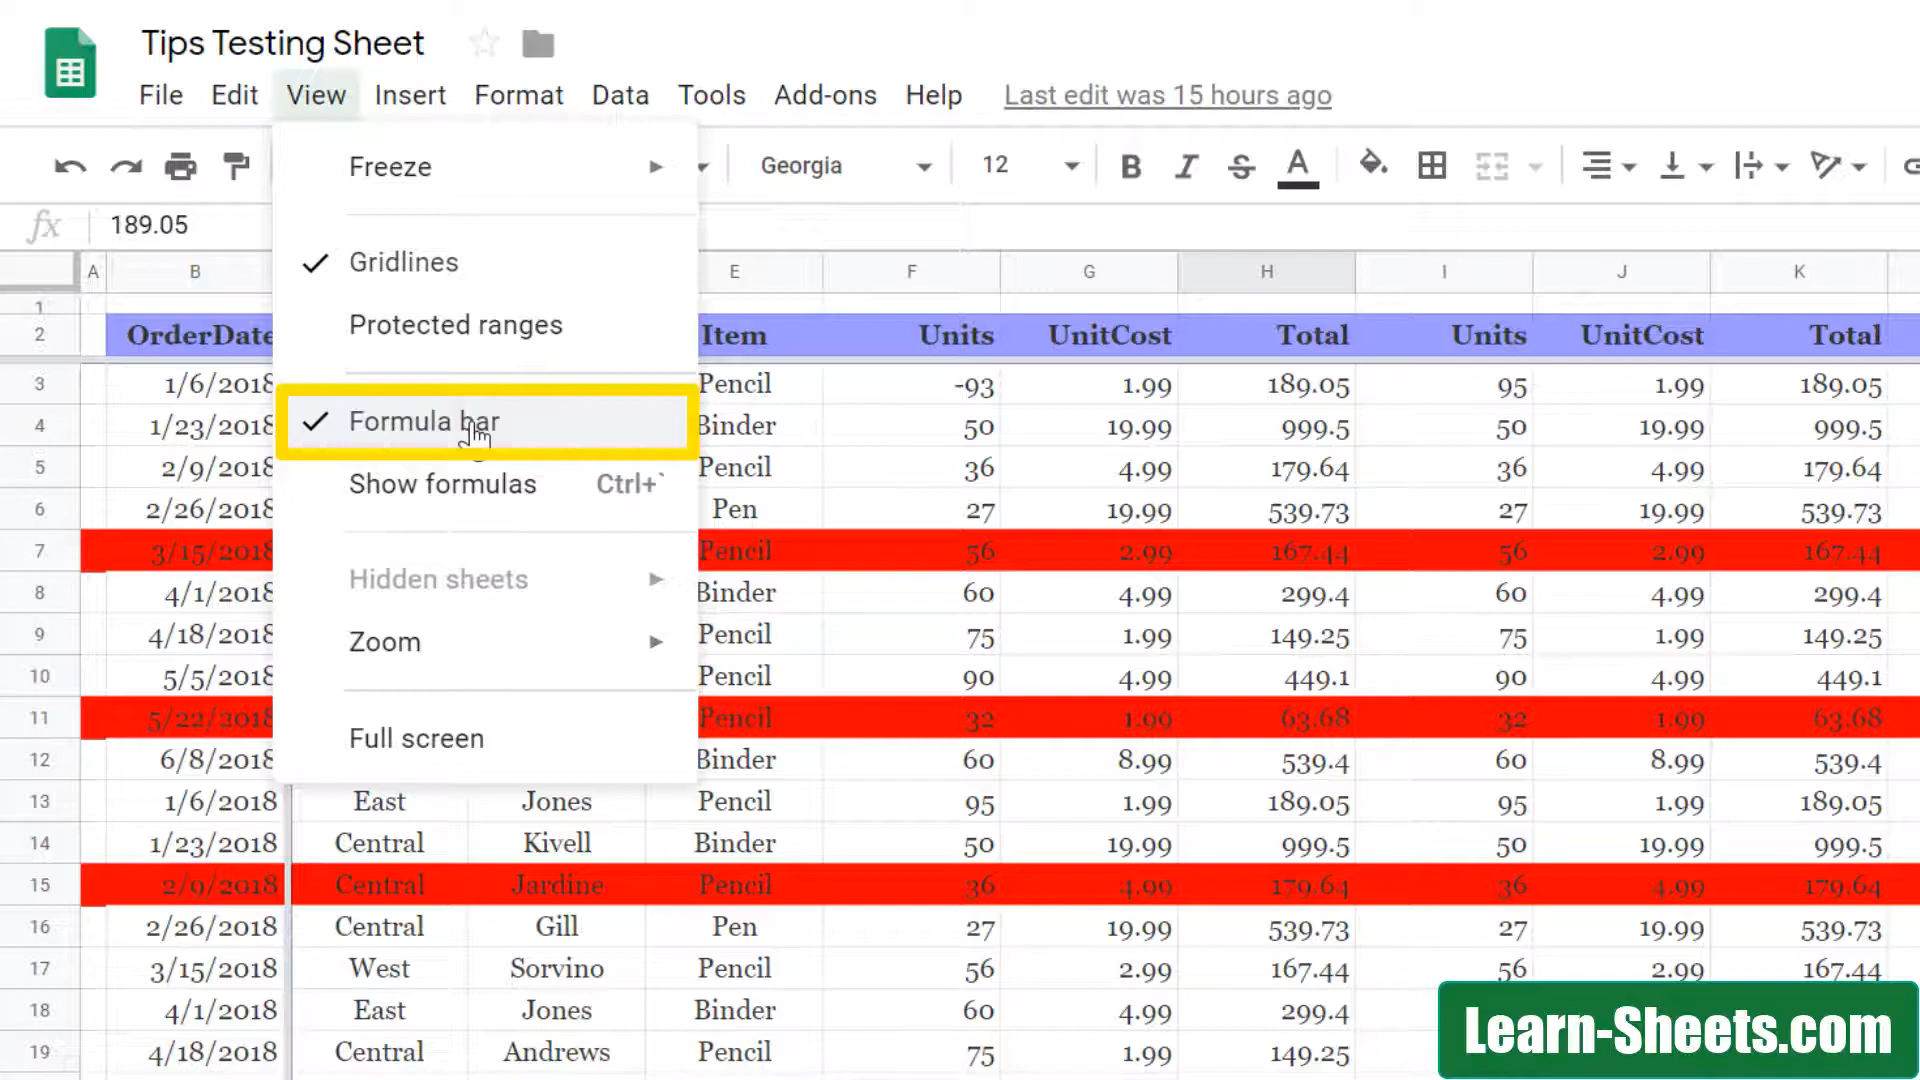 Tips Testing Sheet
File Edit View Insert Format Data Tools Add-ons Help Last edit was 15 hours ago
Freeze Georgia 12 B I S A
fx 189.05
Gridlines
A B E F G H I J K
Protected ranges
1
2 OrderDate Item Units UnitCost Total Units UnitCost Total
3 1/6/2018 Pencil -93 1.99 189.05 95 1.99 189.05
Formula bar
4 1/23/2018 Binder 50 19.99 999.5 50 19.99 999.5
5 2/9/2018 Pencil 36 4.99 179.64 36 4.99 179.64
Show formulas Ctrl+`
6 2/26/2018 Pen 27 19.99 539.73 27 19.99 539.73
7 3/15/2018 Pencil 56 2.99 167.44 56 2.99 167.44
Hidden sheets
8 4/1/2018 Binder 60 4.99 299.4 60 4.99 299.4
9 4/18/2018 Pencil 75 1.99 149.25 75 1.99 149.25
Zoom
10 5/5/2018 Pencil 90 4.99 449.1 90 4.99 449.1
11 5/22/2018 Pencil 32 1.99 63.68 32 1.99 63.68
Full screen
12 6/8/2018 Binder 60 8.99 539.4 60 8.99 539.4
13 1/6/2018 East Jones Pencil 95 1.99 189.05 95 1.99 189.05
14 1/23/2018 Central Kivell Binder 50 19.99 999.5 50 19.99 999.5
15 2/9/2018 Central Jardine Pencil 36 4.99 179.64 36 4.99 179.64
16 2/26/2018 Central Gill Pen 27 19.99 539.73 27 19.99 539.73
17 3/15/2018 West Sorvino Pencil 56 2.99 167.44 56 2.99 167.44
18 4/1/2018 East Jones Binder 60 4.99 299.4
19 4/18/2018 Central Andrews Pencil 75 1.99 149.25
Learn-Sheets.com